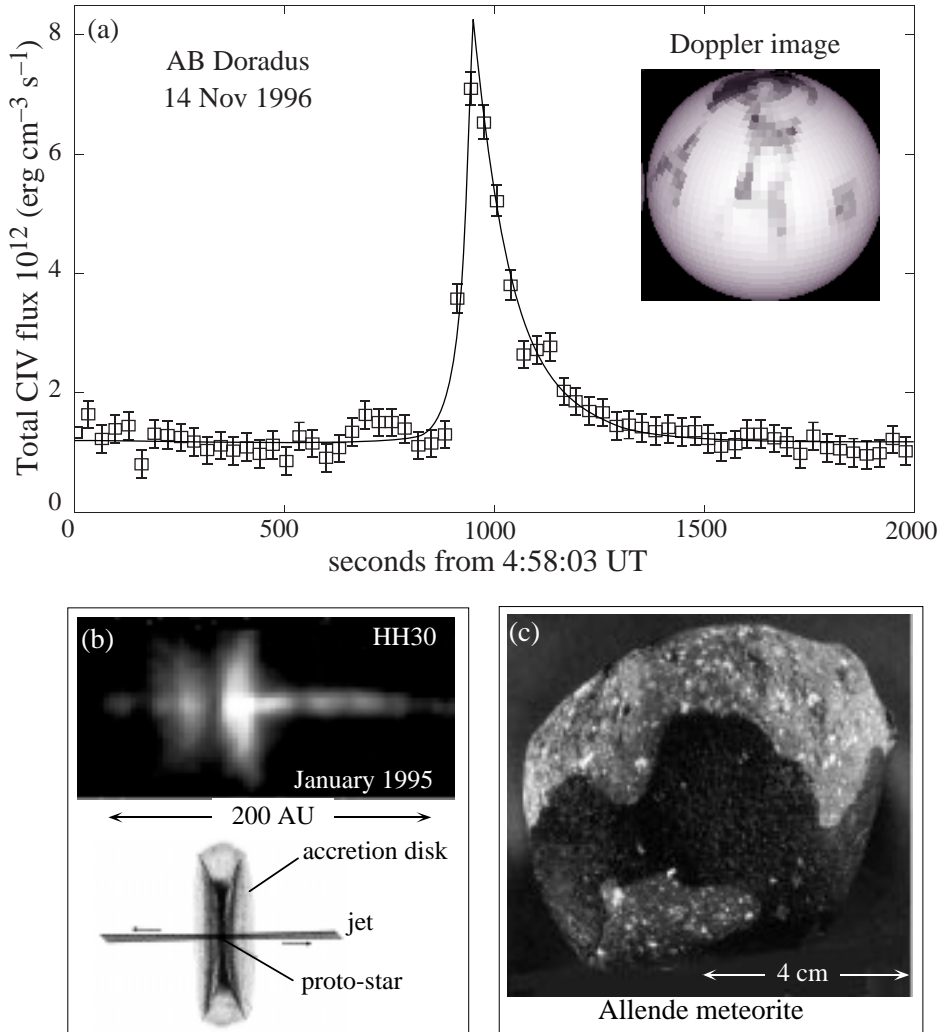 (a)
AB Doradus
14 Nov 1996
Doppler image
Total CIV flux 10¹² (erg cm⁻³ s⁻¹)
8
6
4
2
0
0 500 1000 1500 2000
seconds from 4:58:03 UT
(b)
HH30
January 1995
200 AU
accretion disk
jet
proto-star
(c)
4 cm
Allende meteorite